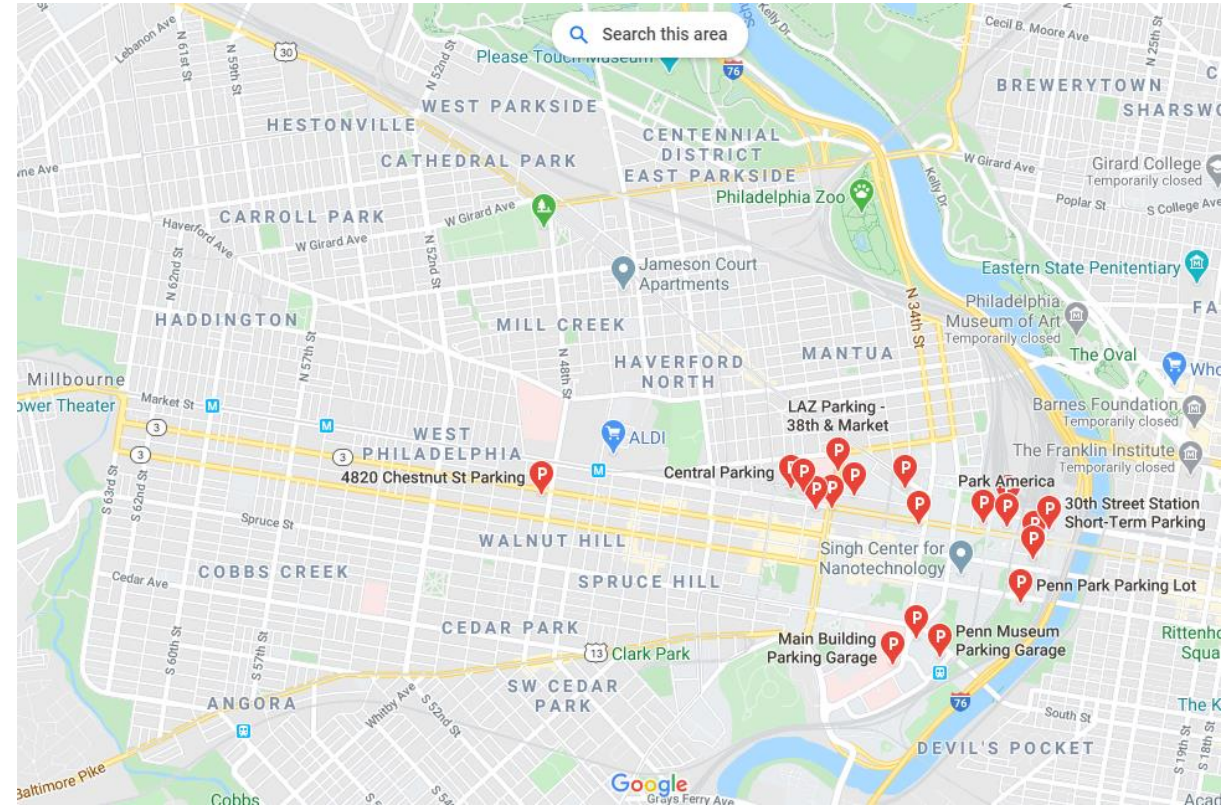 Search this area
Lebanon Ave
N 61st St
N 59th St
30
N 52nd St
Please Touch Museum
76
Cecil B. Moore Ave
N 25th St
BREWERYTOWN
WEST PARKSIDE
HESTONVILLE
CENTENNIAL
DISTRICT
EAST PARKSIDE
CATHEDRAL PARK
W Girard Ave
Kelly Dr
Girard College
Temporarily closed
Philadelphia Zoo
Poplar St
S College Ave
CARROLL PARK
W Girard Ave
Haverford Ave
W Girard Ave
N 52nd St
N 62nd St
Jameson Court
Apartments
Eastern State Penitentiary
N 34th St
Philadelphia
Museum of Art
Temporarily closed
HADDINGTON
N 57th St
MILL CREEK
MANTUA
The Oval
HAVERFORD
NORTH
N 48th St
Millbourne
Market St
M
LAZ Parking -
38th & Market
Barnes Foundation
Temporarily closed
3
M
WEST
PHILADELPHIA
ALDI
The Franklin Institute
Temporarily closed
3
3
4820 Chestnut St Parking
P
M
Central Parking
Park America
30th Street Station
Short-Term Parking
S 63rd St
S 62nd St
Spruce St
WALNUT HILL
Singh Center for
Nanotechnology
COBBS CREEK
Cedar Ave
SPRUCE HILL
Penn Park Parking Lot
CEDAR PARK
Main Building
Parking Garage
Penn Museum
Parking Garage
S 60th St
S 57th St
13
Clark Park
SW CEDAR
PARK
ANGORA
Whitby Ave
S 52nd St
76
South St
DEVIL'S POCKET
S 19th St
S 18th St
Baltimore Pike
Cobbs
Google
Grays Ferry Ave